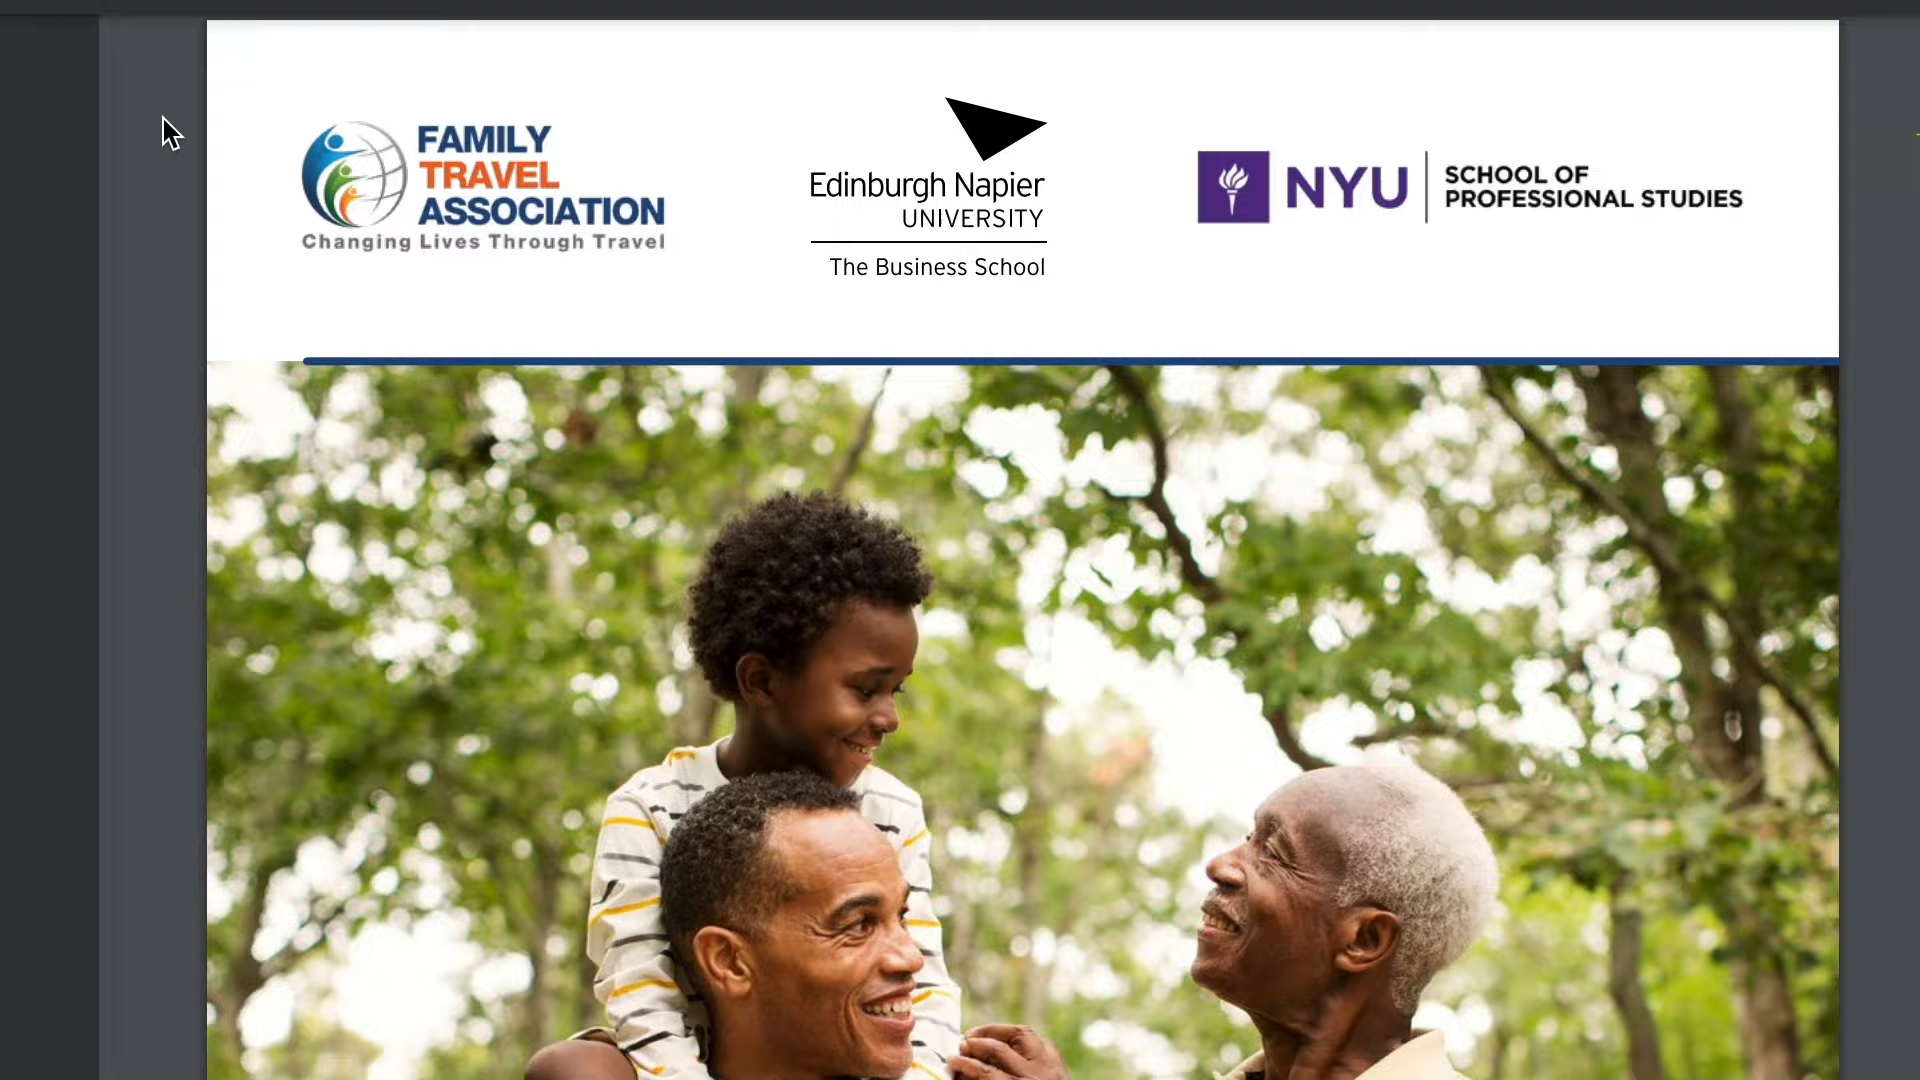 FAMILY
TRAVEL
ASSOCIATION
Changing Lives Through Travel
Edinburgh Napier
UNIVERSITY
The Business School
NYU
SCHOOL OF
PROFESSIONAL STUDIES